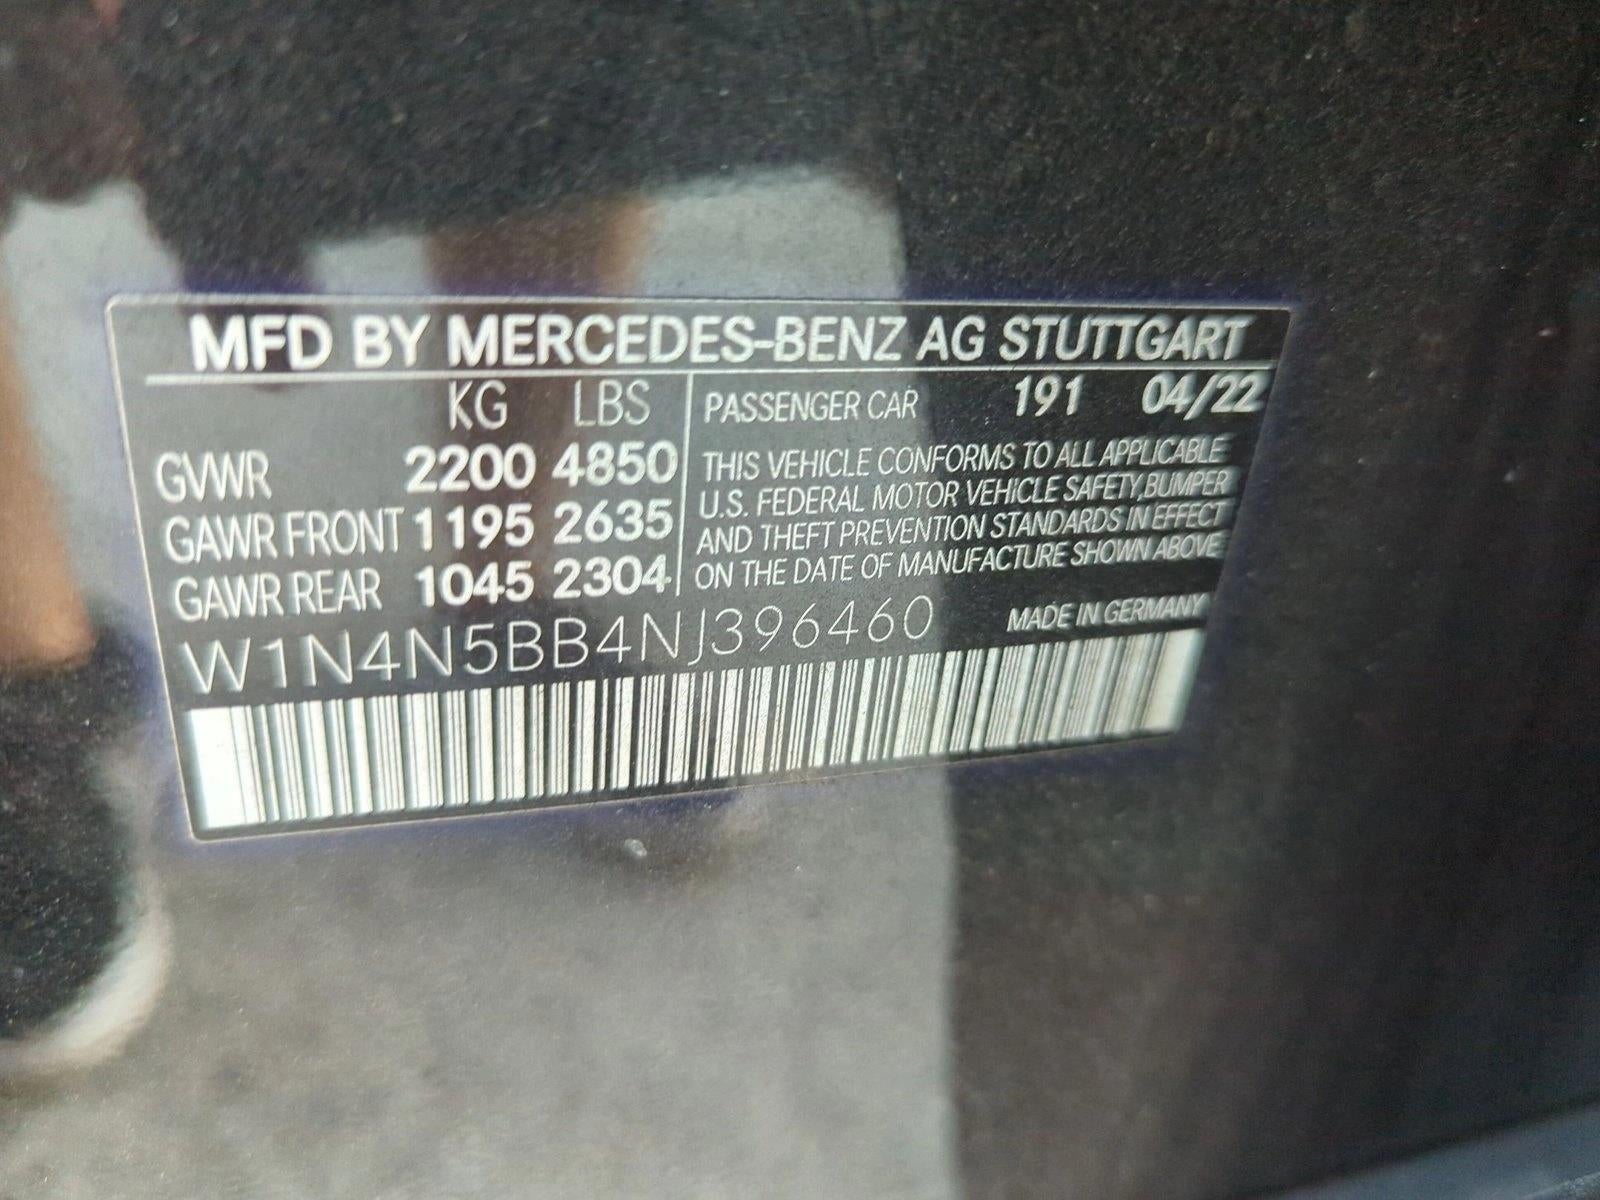 MFD BY MERCEDES-BENZ AG STUTTGART
KG LBS
GVWR 2200 4850
GAWR FRONT 1195 2635
GAWR REAR 1045 2304
PASSENGER CAR 191 04/22
THIS VEHICLE CONFORMS TO ALL APPLICABLE
U.S. FEDERAL MOTOR VEHICLE SAFETY,BUMPER
AND THEFT PREVENTION STANDARDS IN EFFECT
ON THE DATE OF MANUFACTURE SHOWN ABOVE
W1N4N5BB4NJ396460
MADE IN GERMANY